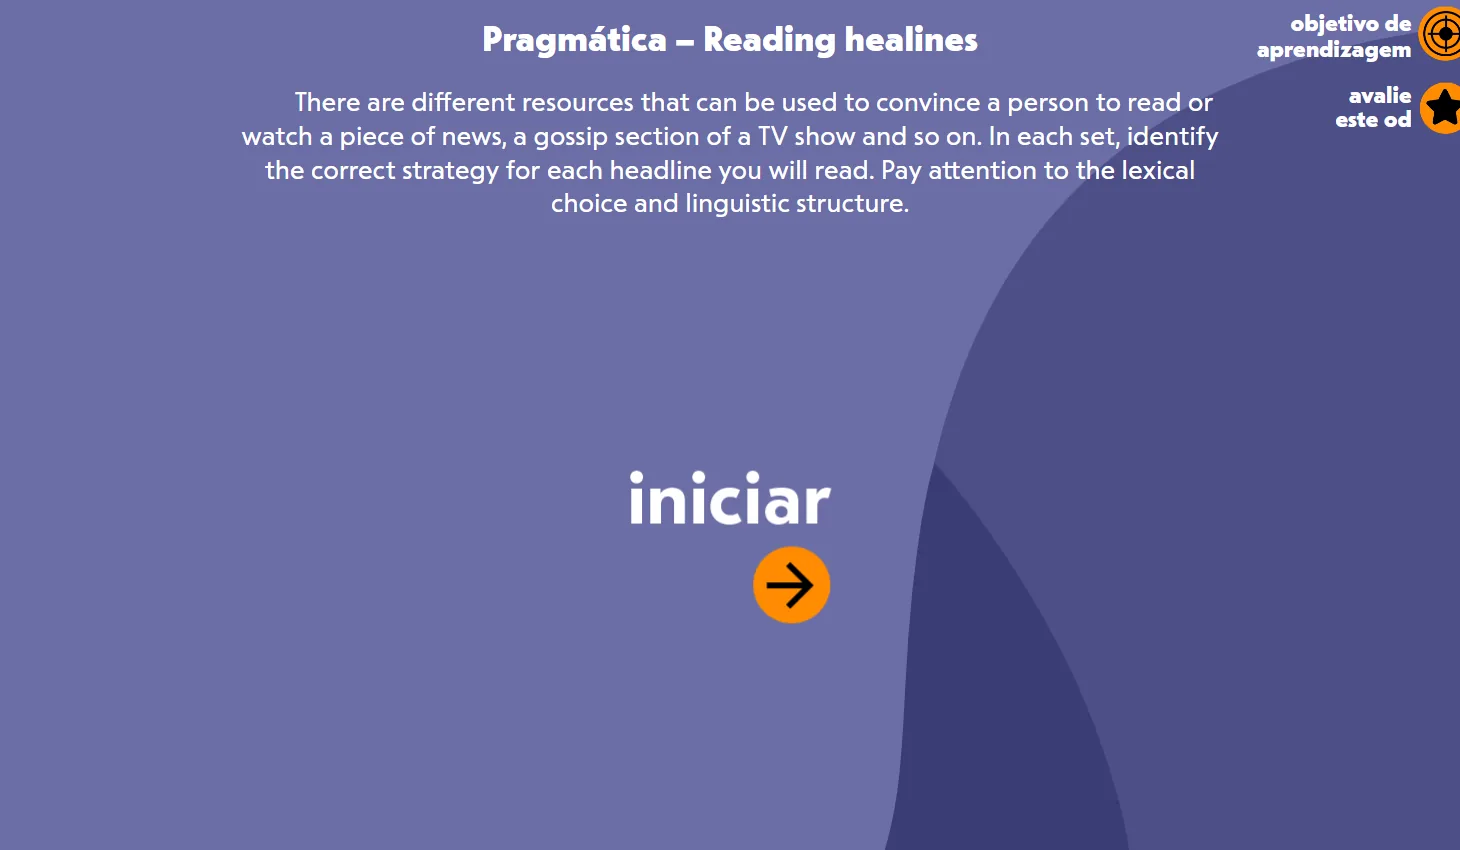 Pragmática – Reading healines
There are different resources that can be used to convince a person to read or
watch a piece of news, a gossip section of a TV show and so on. In each set, identify
the correct strategy for each headline you will read. Pay attention to the lexical
choice and linguistic structure.
objetivo de
aprendizagem
avalie
este od
iniciar